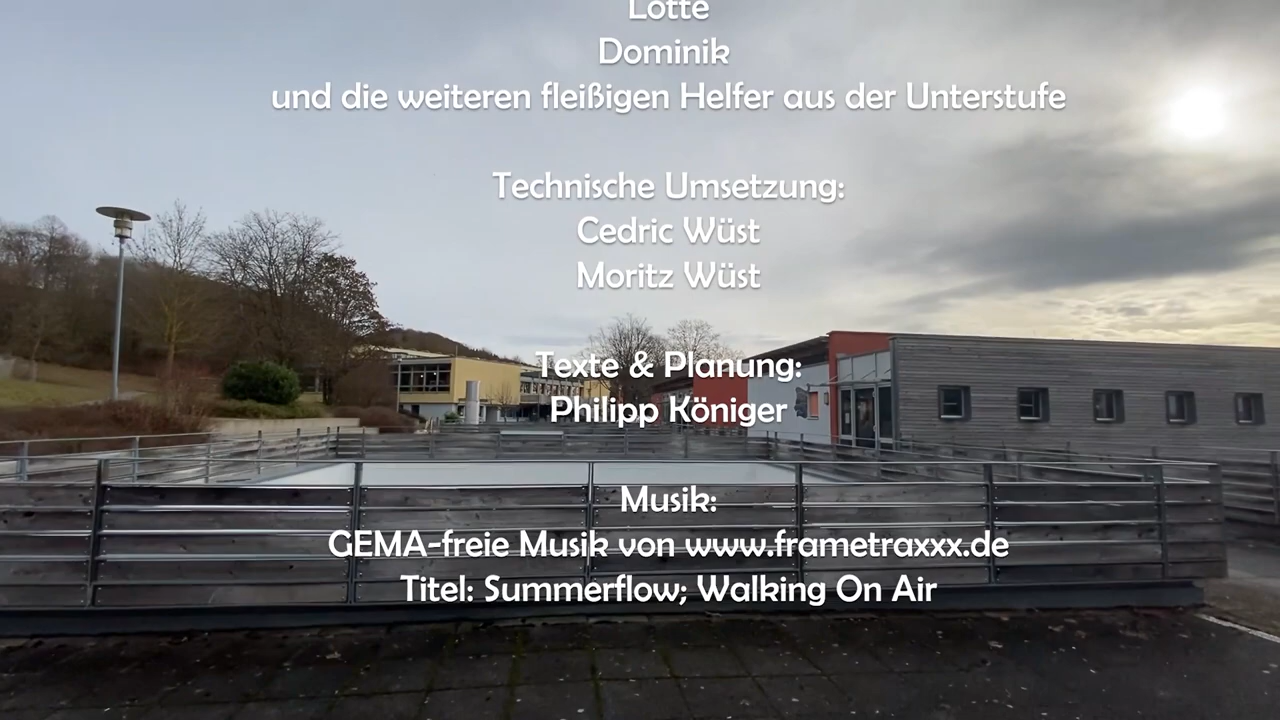 Lotte
Dominik
und die weiteren fleißigen Helfer aus der Unterstufe
Technische Umsetzung:
Cedric Wüst
Moritz Wüst
Texte & Planung:
Philipp Königer
Musik:
GEMA-freie Musik von www.frametraxxx.de
Titel: Summerflow; Walking On Air